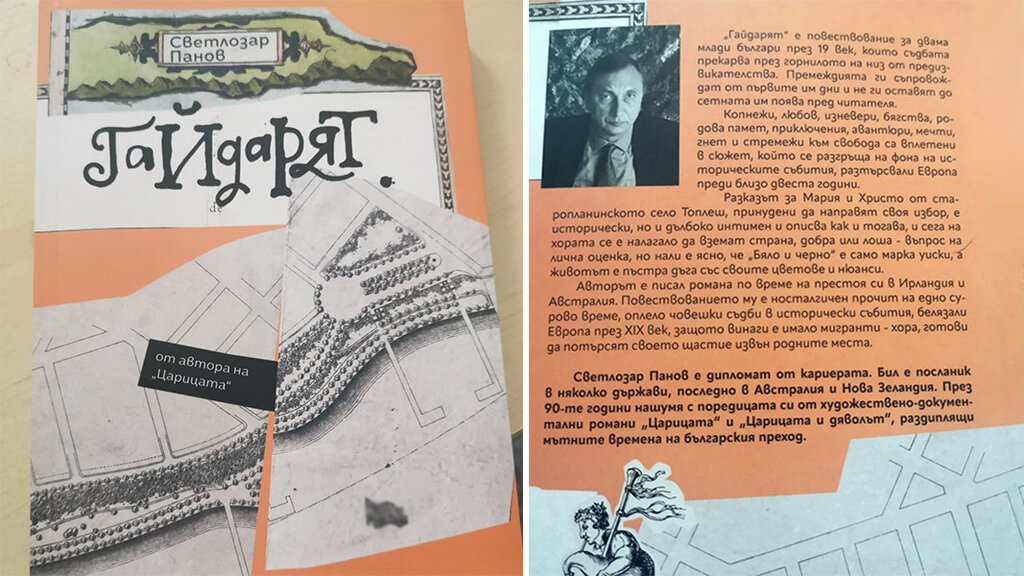 Светлозар
Панов
Гайдарят
de
от автора на
„Царицата“
„Гайдарят“ е повествование за двама
млади българи през 19 век, които съдбата
прекарва през горнилото на низ от предиз-
викателства. Премеждията ги съпровож-
дат от първите им дни и не ги оставят до
сетната им поява пред читателя.
Копнежи, любов, изневери, бягства, ро-
дова памет, приключения, авантюри, мечти,
гнет и стремежи към свобода са вплетени
в сюжет, който се разгръща на фона на ис-
торическите събития, разтърсвали Европа
преди близо двеста години.
Разказът за Мария и Христо от ста-
ропланинското село Топлеш, принудени да направят своя избор, е
исторически, но и дълбоко интимен и описва как и тогава, и сега на
хората се е налагало да вземат страна, добра или лоша - въпрос на
лична оценка, но нали е ясно, че „Бяло и черно“ е само марка уиски, а
животът е пъстра дъга със своите цветове и нюанси.
Авторът е писал романа по време на престоя си в Ирландия и
Австралия. Повествованието му е носталгичен прочит на едно су-
рово време, оплело човешки съдби в исторически събития, белязали
Европа през XIX век, защото винаги е имало мигранти - хора, готови
да потърсят своето щастие извън родните места.
Светлозар Панов е дипломат от кариерата. Бил е посланик
в няколко държави, последно в Австралия и Нова Зеландия. През
90-те години нашумя с поредицата си от художествено-докумен-
тални романи „Царицата“ и „Царицата и дяволът“, раздиплящи
мътните времена на българския преход.